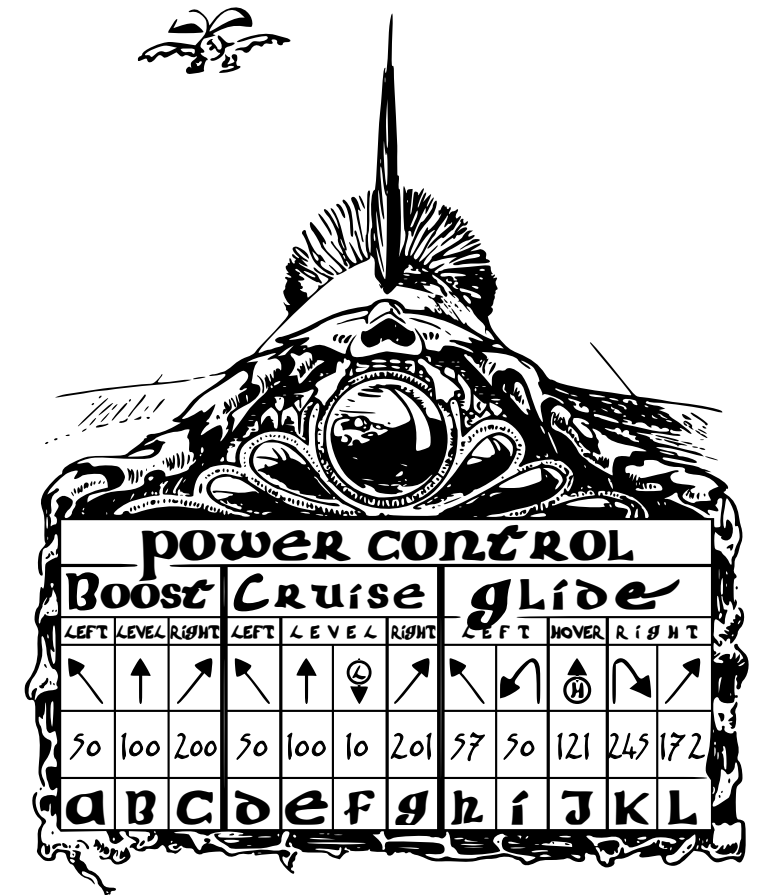 POWER CONTROL
BOOST CRUISE GLIDE
LEFT LEVEL RIGHT LEFT LEVEL RIGHT LEFT HOVER RIGHT
L H
50 100 200 50 100 10 201 57 50 121 245 172
A B C D E F G H I J K L